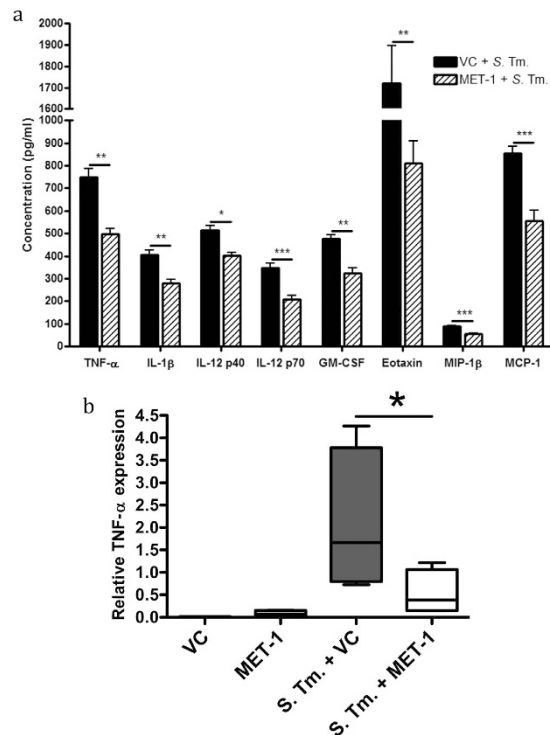 a
Concentration (pg/ml)
2000
1900
1800
1700
1600
1000
900
800
700
600
500
400
300
200
100
0
VC + S. Tm.
MET-1 + S. Tm.
** ** * *** ** ** *** ***
TNF-α IL-1β IL-12 p40 IL-12 p70 GM-CSF Eotaxin MIP-1β MCP-1
b
Relative TNF-α expression
4.5
4.0
3.5
3.0
2.5
2.0
1.5
1.0
0.5
0.0
*
VC
MET-1
S. Tm. + VC
S. Tm. + MET-1